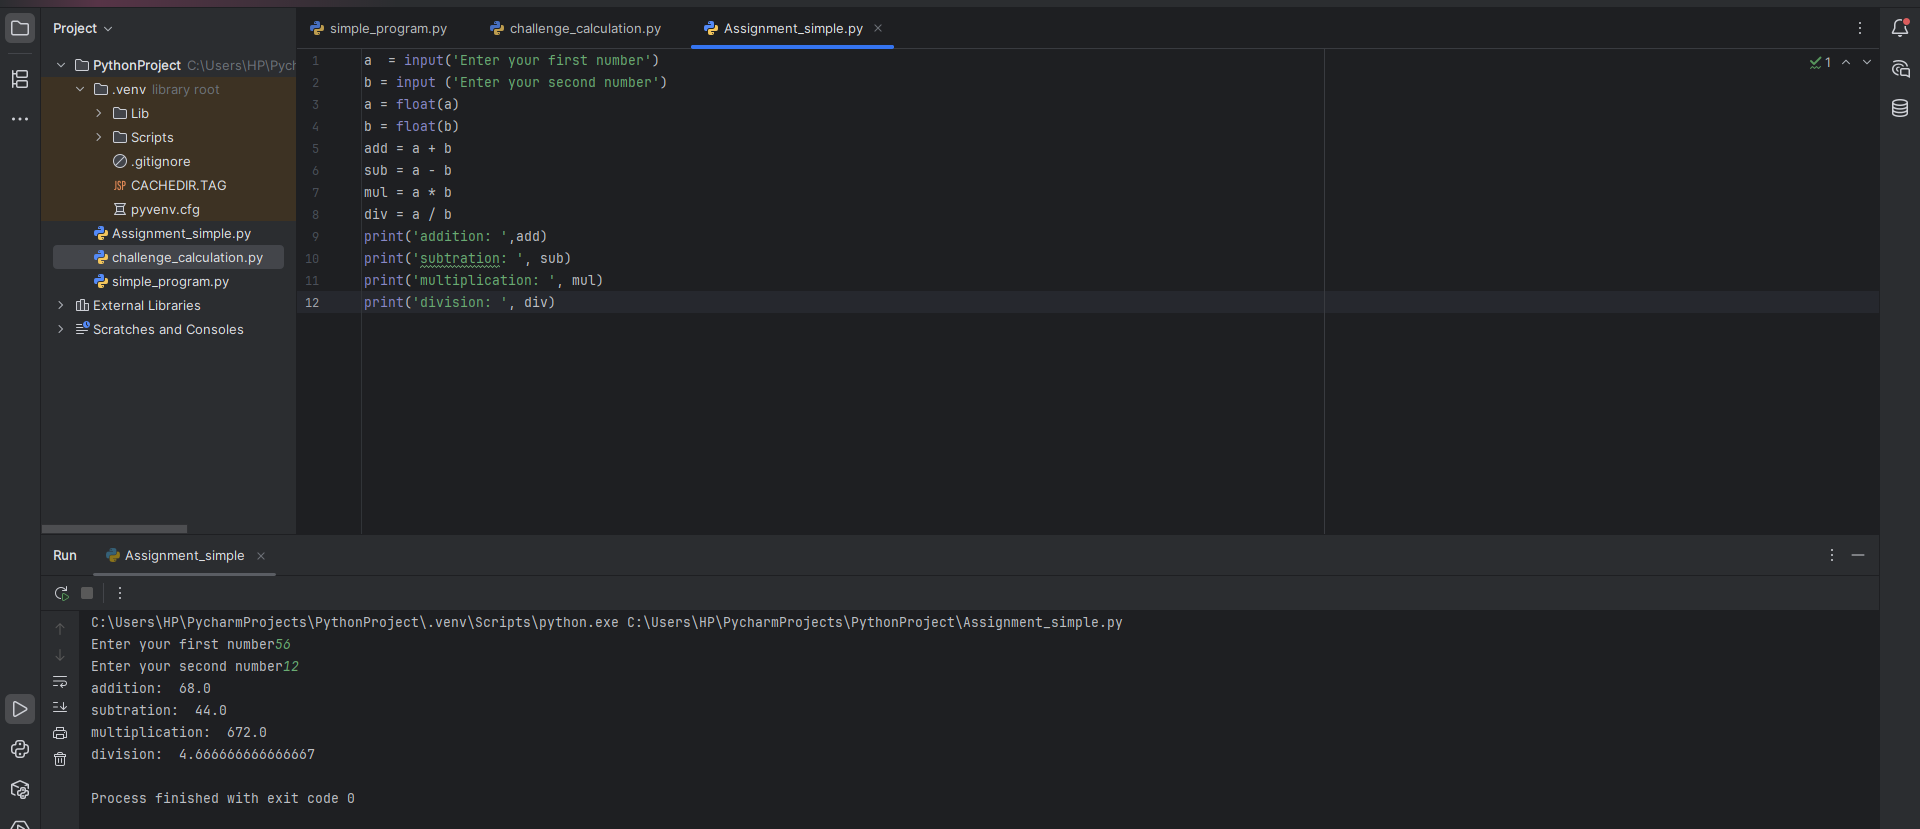 Project
simple_program.py
challenge_calculation.py
Assignment_simple.py
PythonProject C:\Users\HP\Pych
.venv library root
Lib
Scripts
.gitignore
JSP CACHEDIR.TAG
pyvenv.cfg
Assignment_simple.py
challenge_calculation.py
simple_program.py
External Libraries
Scratches and Consoles
1 a  = input('Enter your first number')
2 b = input ('Enter your second number')
3 a = float(a)
4 b = float(b)
5 add = a + b
6 sub = a - b
7 mul = a * b
8 div = a / b
9 print('addition: ',add)
10 print('subtration: ', sub)
11 print('multiplication: ', mul)
12 print('division: ', div)
1
Run
Assignment_simple
C:\Users\HP\PycharmProjects\PythonProject\.venv\Scripts\python.exe C:\Users\HP\PycharmProjects\PythonProject\Assignment_simple.py
Enter your first number56
Enter your second number12
addition:  68.0
subtration:  44.0
multiplication:  672.0
division:  4.666666666666667
Process finished with exit code 0